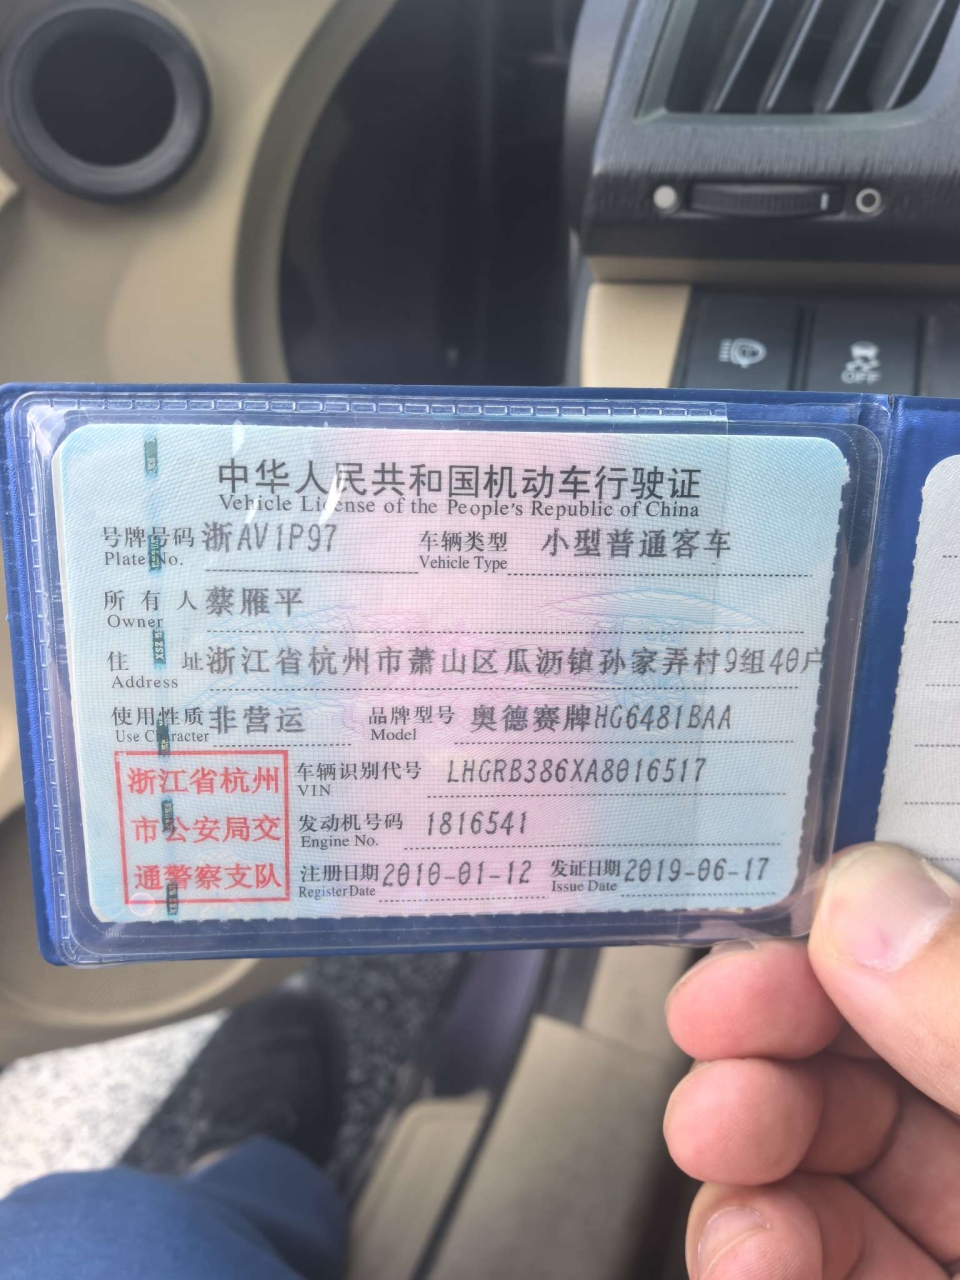 中华人民共和国机动车行驶证
Vehicle License of the People's Republic of China
号牌号码 浙AV1P97 车辆类型 小型普通客车
Plate No. Vehicle Type
所有人 蔡雁平
Owner
住址 浙江省杭州市萧山区瓜沥镇孙家弄村9组40户
Address
使用性质 非营运 品牌型号 奥德赛牌HG6481BAA
Use Character Model
浙江省杭州
市公安局交
通警察支队
车辆识别代号 LHGRB386XA8016517
VIN
发动机号码 1816541
Engine No.
注册日期 2010-01-12 发证日期 2019-06-17
Register Date Issue Date
OFF